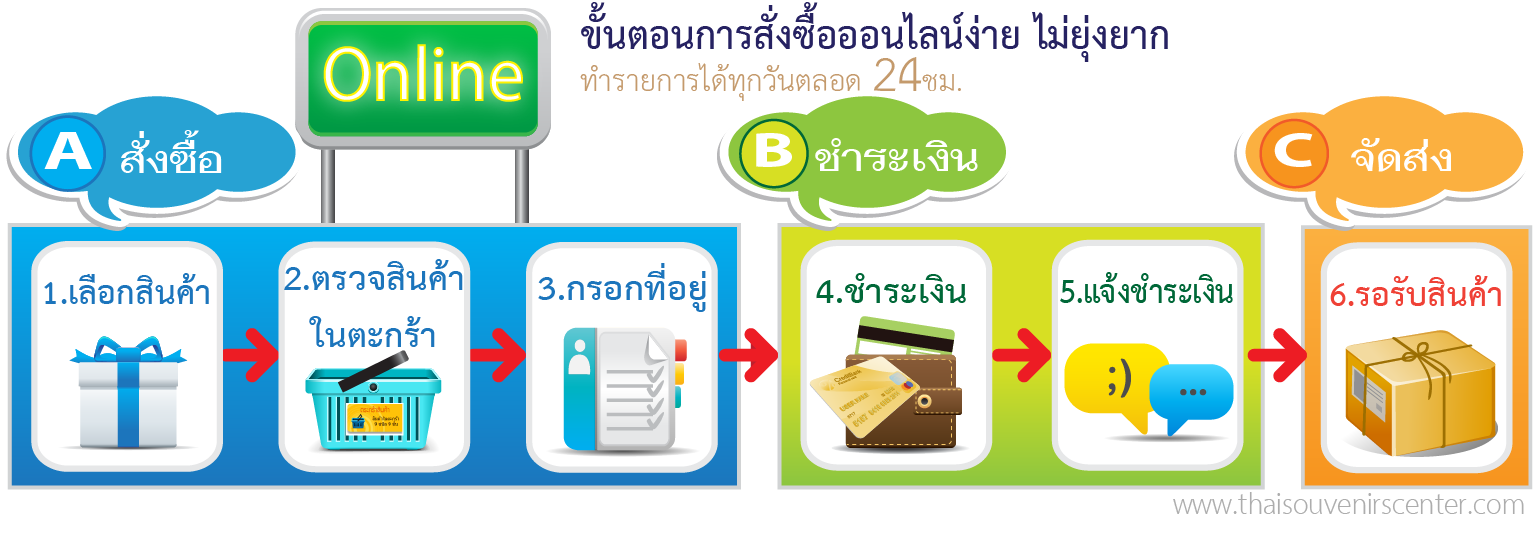 Online
ขั้นตอนการสั่งซื้อออนไลน์ง่าย ไม่ยุ่งยาก
ทำรายการได้ทุกวันตลอด 24ชม.
A สั่งซื้อ
1.เลือกสินค้า
2.ตรวจสินค้า
ในตะกร้า
3.กรอกที่อยู่
B ชำระเงิน
4.ชำระเงิน
5.แจ้งชำระเงิน
;)
...
C จัดส่ง
6.รอรับสินค้า
www.thaisouvenirscenter.com